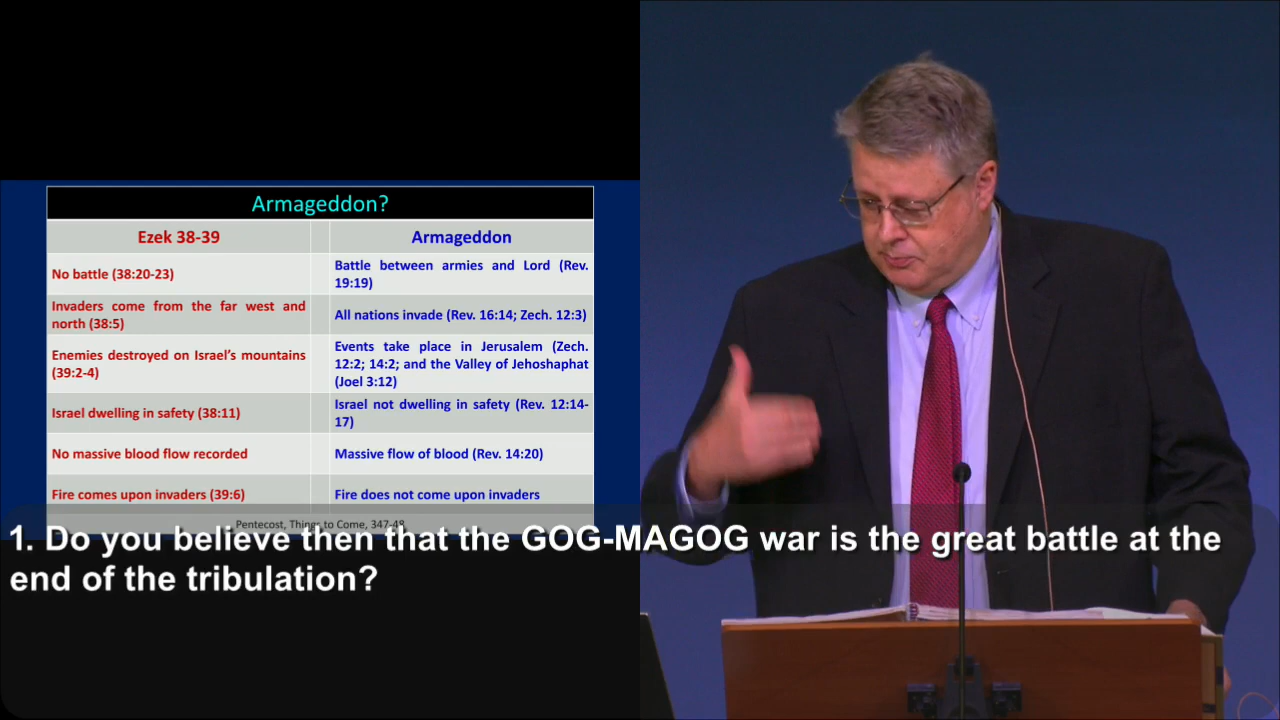 Armageddon?
Ezek 38-39
Armageddon
No battle (38:20-23)
Battle between armies and Lord (Rev.
19:19)
Invaders come from the far west and
north (38:5)
All nations invade (Rev. 16:14; Zech. 12:3)
Enemies destroyed on Israel's mountains
(39:2-4)
Events take place in Jerusalem (Zech.
12:2; 14:2; and the Valley of Jehoshaphat
(Joel 3:12)
Israel dwelling in safety (38:11)
Israel not dwelling in safety (Rev. 12:14-
17)
No massive blood flow recorded
Massive flow of blood (Rev. 14:20)
Fire comes upon invaders (39:6)
Fire does not come upon invaders
Pentecost, Things to Come, 347-48
1. Do you believe then that the GOG-MAGOG war is the great battle at the
end of the tribulation?